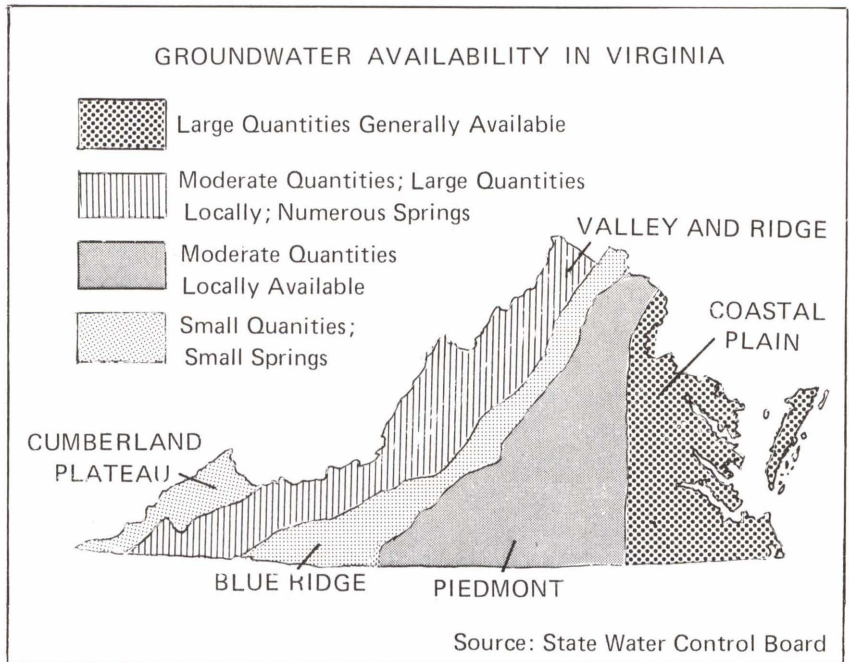 GROUNDWATER AVAILABILITY IN VIRGINIA
Large Quantities Generally Available
Moderate Quantities; Large Quantities
Locally; Numerous Springs
Moderate Quantities
Locally Available
Small Quanities;
Small Springs
VALLEY AND RIDGE
COASTAL
PLAIN
CUMBERLAND
PLATEAU
BLUE RIDGE
PIEDMONT
Source: State Water Control Board